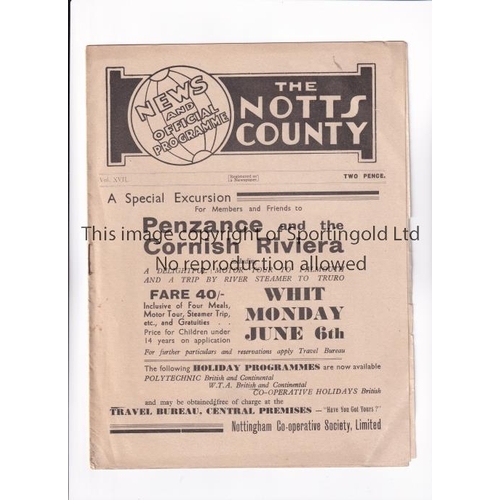 NEWS
AND
OFFICIAL
PROGRAMME
THE
NOTTS
COUNTY
Vol. XVII.
[Registered as
a Newspaper]
TWO PENCE.
A Special Excursion
For Members and Friends to
Penzance and the
Cornish Riviera
This image copyright of Sportingold Ltd
No reproduction allowed
A DELIGHTFUL MOTOR TOUR TO FALMOUTH
AND A TRIP BY RIVER STEAMER TO TRURO
FARE 40/-
Inclusive of Four Meals,
Motor Tour, Steamer Trip,
etc., and Gratuities . .
Price for Children under
14 years on application
WHIT
MONDAY
JUNE 6th
For further particulars and reservations apply Travel Bureau
The following HOLIDAY PROGRAMMES are now available
POLYTECHNIC British and Continental
W.T.A. British and Continental
CO-OPERATIVE HOLIDAYS British
and may be obtained free of charge at the
TRAVEL BUREAU, CENTRAL PREMISES — "Have You Got Yours ?"
Nottingham Co-operative Society, Limited